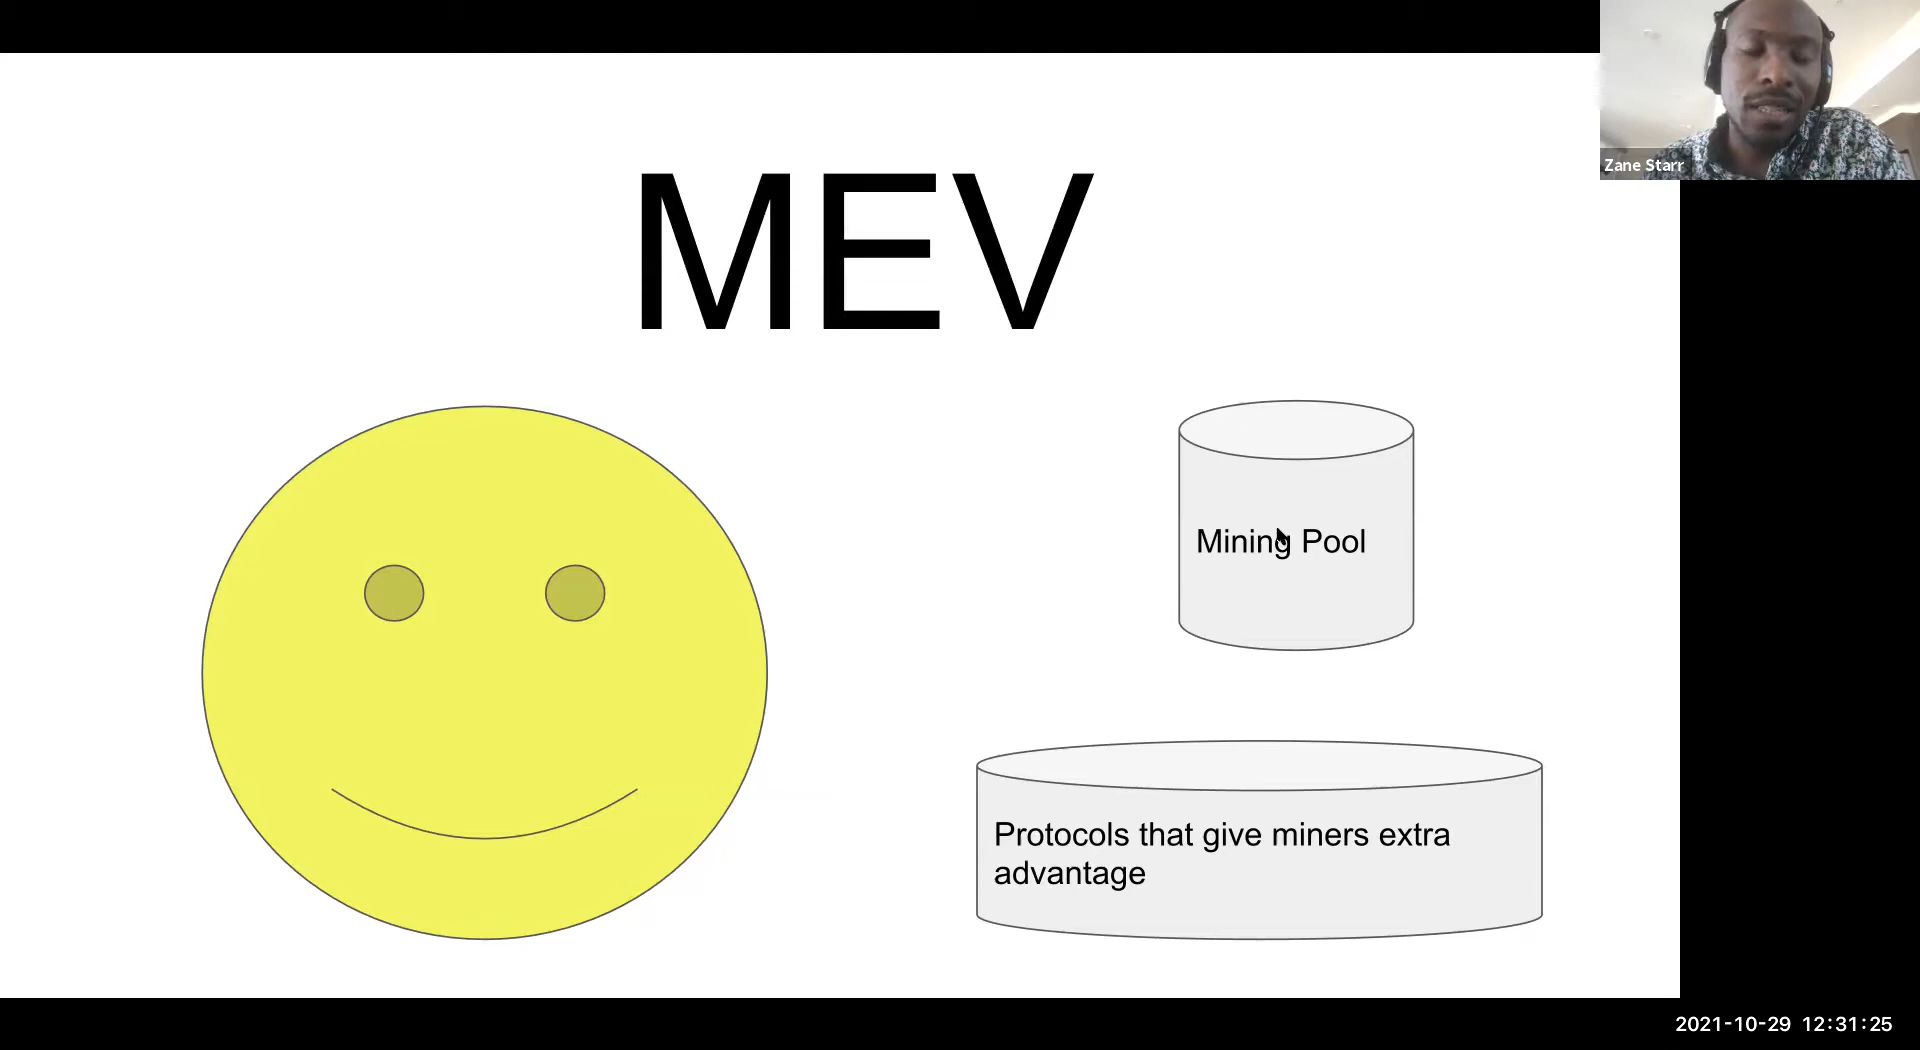 Zane Starr
MEV
Mining Pool
Protocols that give miners extra
advantage
2021-10-29 12:31:25